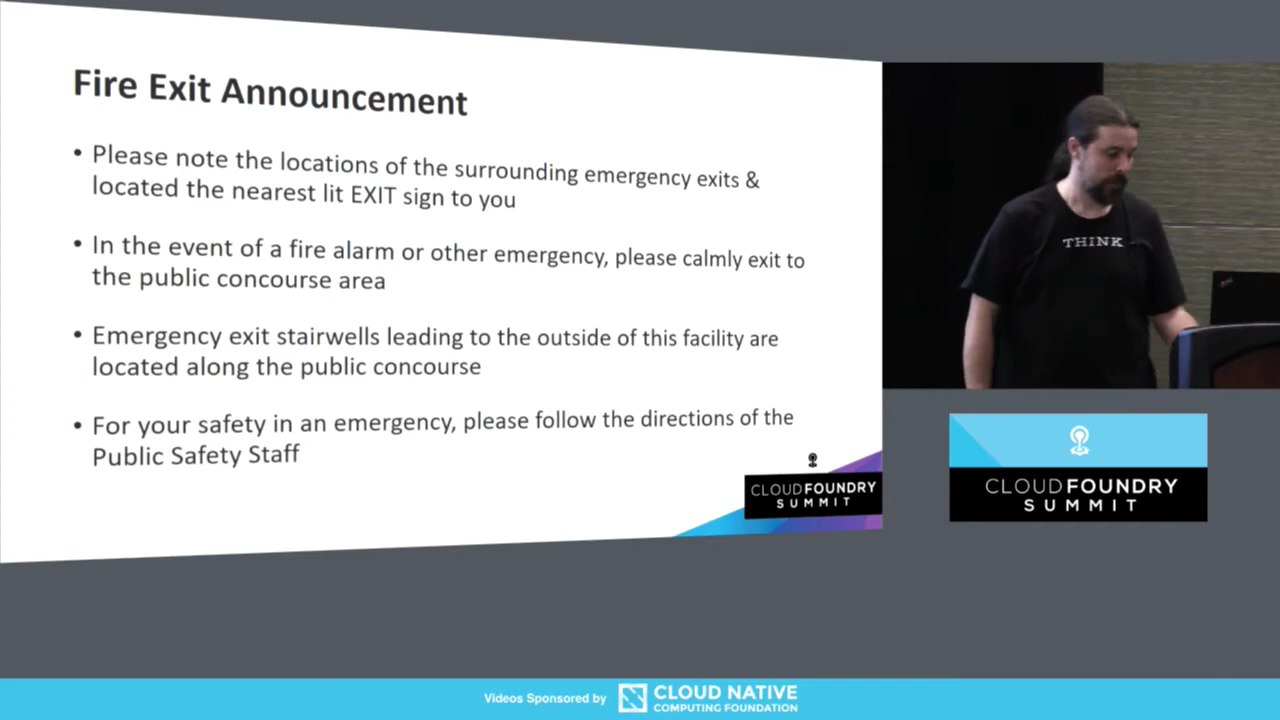 Fire Exit Announcement
• Please note the locations of the surrounding emergency exits &
located the nearest lit EXIT sign to you
• In the event of a fire alarm or other emergency, please calmly exit to
the public concourse area
• Emergency exit stairwells leading to the outside of this facility are
located along the public concourse
• For your safety in an emergency, please follow the directions of the
Public Safety Staff
CLOUDFOUNDRY
SUMMIT
THINK
CLOUDFOUNDRY
SUMMIT
Videos Sponsored by
CLOUD NATIVE
COMPUTING FOUNDATION